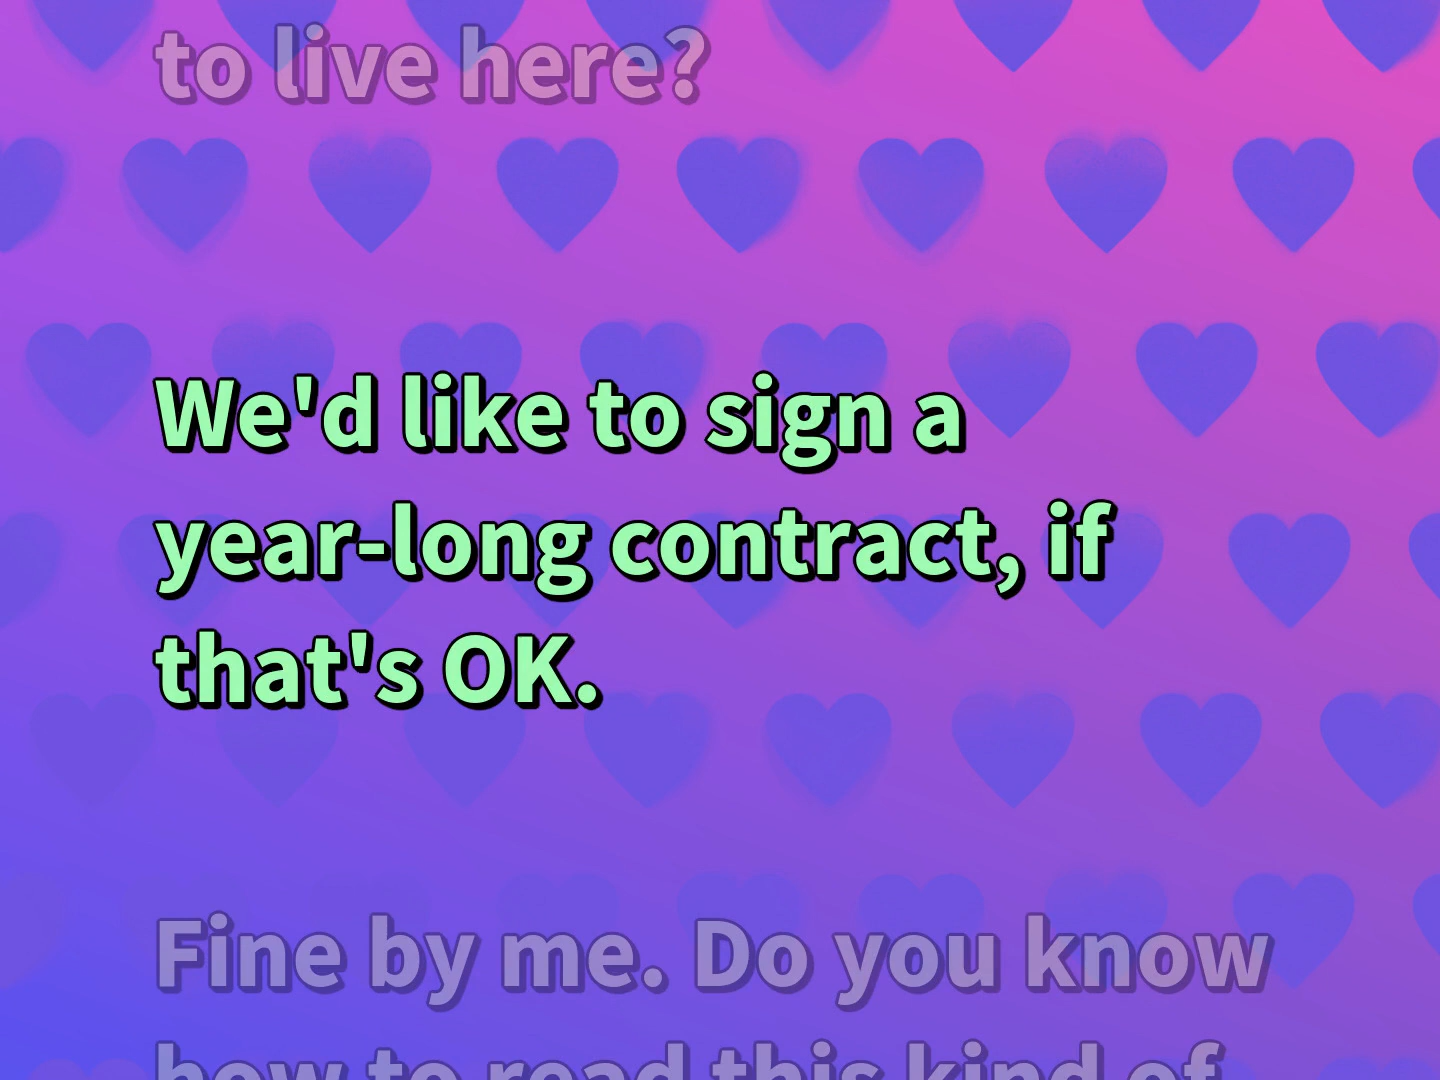 to live here?
We'd like to sign a
year-long contract, if
that's OK.
Fine by me. Do you know
how to read this kind of